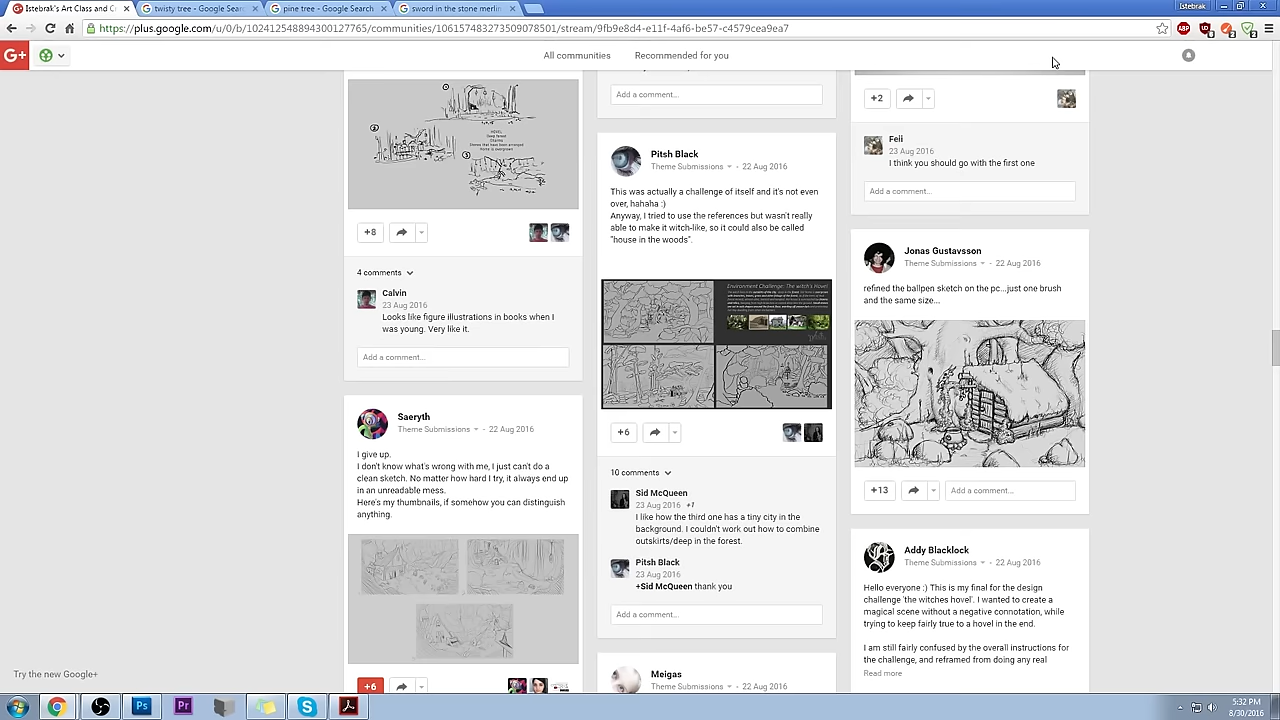 Istebrak's Art Class and C
twisty tree - Google Sear
pine tree - Google Search
sword in the stone merlin
Istebrak
https://plus.google.com/u/0/b/102412548894300127765/communities/106157483273509078501/stream/9fb9e8d4-e11f-4af6-be57-c4579cea9ea7
G+
All communities
Recommended for you
+8
4 comments
Calvin
23 Aug 2016
Looks like figure illustrations in books when I
was young. Very like it.
Add a comment...
Saeryth
Theme Submissions - 22 Aug 2016
I give up.
I don't know what's wrong with me, I just can't do a
clean sketch. No matter how hard I try, it always end up
in an unreadable mess.
Here's my thumbnails, if somehow you can distinguish
anything.
+6
Add a comment...
Pitsh Black
Theme Submissions - 22 Aug 2016
This was actually a challenge of itself and it's not even
over, hahaha :)
Anyway, I tried to use the references but wasn't really
able to make it witch-like, so it could also be called
"house in the woods".
Environment Challenge: The witch's Hovel
+6
10 comments
Sid McQueen
23 Aug 2016 +1
I like how the third one has a tiny city in the
background. I couldn't work out how to combine
outskirts/deep in the forest.
Pitsh Black
23 Aug 2016
+Sid McQueen thank you
Add a comment...
Meigas
Theme Submissions - 22 Aug 2016
+2
Feii
23 Aug 2016
I think you should go with the first one
Add a comment...
Jonas Gustavsson
Theme Submissions - 22 Aug 2016
refined the ballpen sketch on the pc...just one brush
and the same size...
+13
Add a comment...
Addy Blacklock
Theme Submissions - 22 Aug 2016
Hello everyone :) This is my final for the design
challenge 'the witches hovel'. I wanted to create a
magical scene without a negative connotation, while
trying to keep fairly true to a hovel in the end.
I am still fairly confused by the overall instructions for
the challenge, and reframed from doing any real
Read more
Try the new Google+
Ps
Pr
S
5:32 PM
8/30/2016